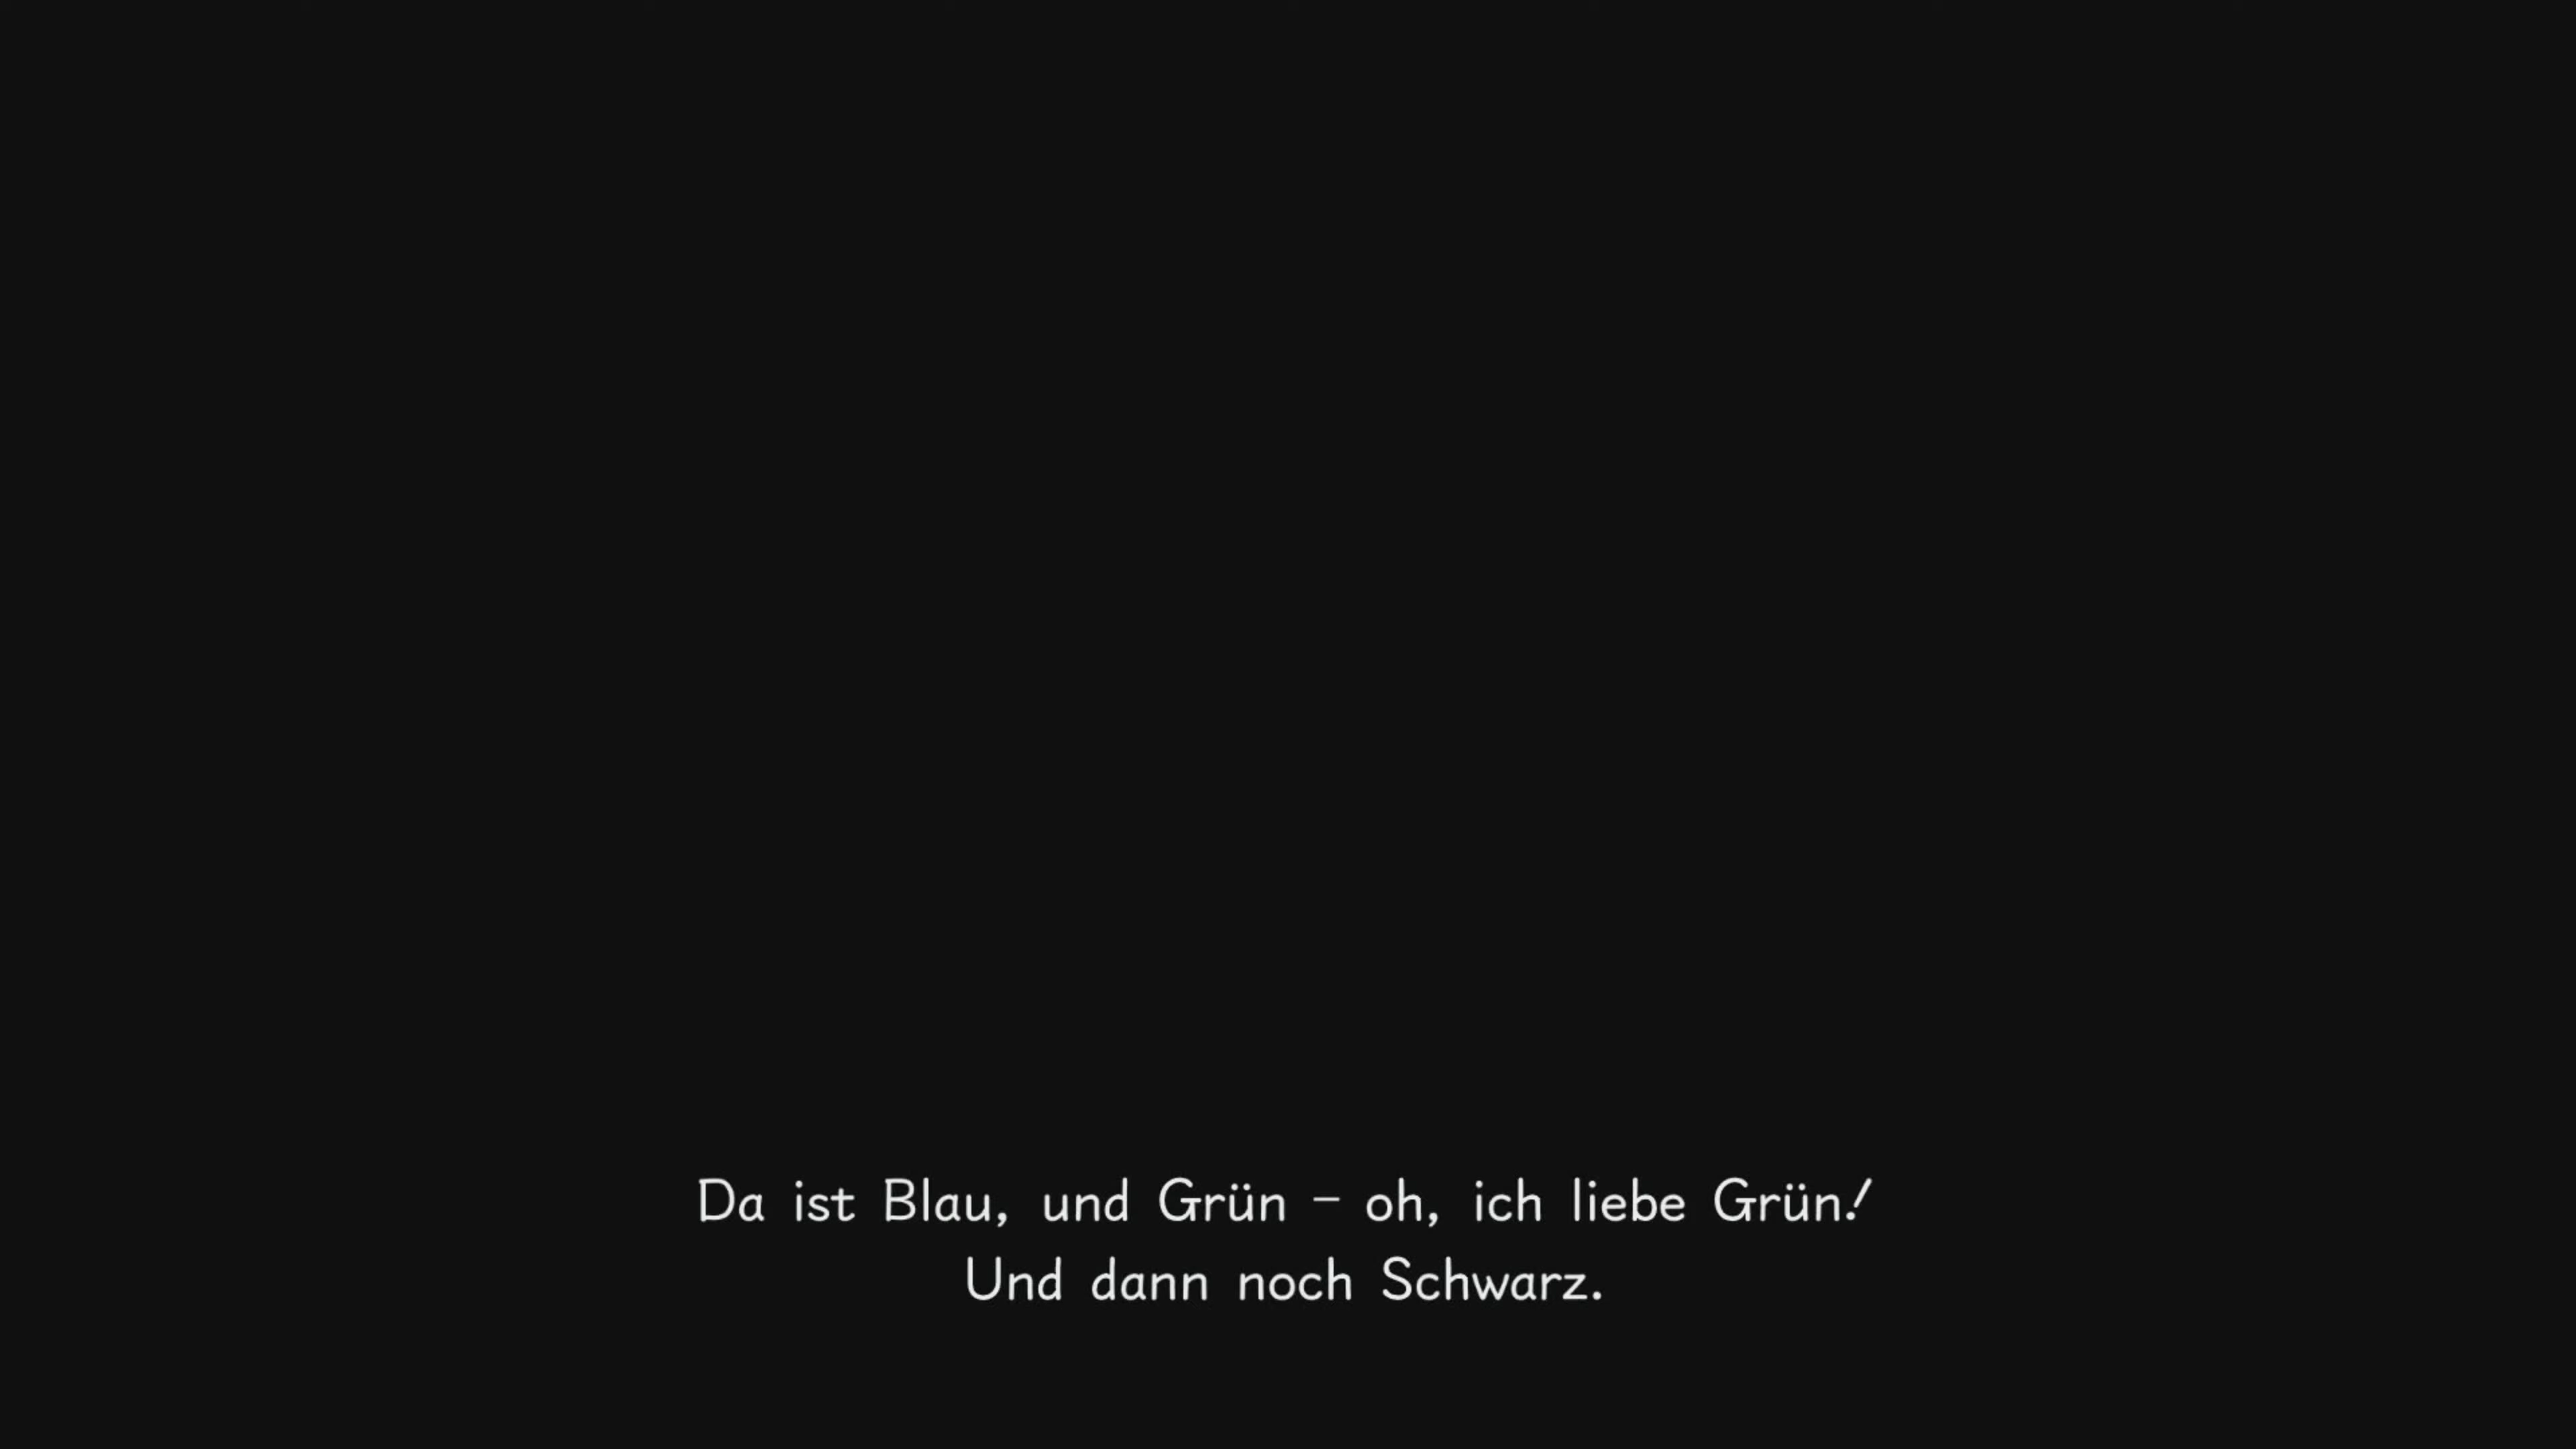 Da ist Blau, und Grün – oh, ich liebe Grün!
Und dann noch Schwarz.